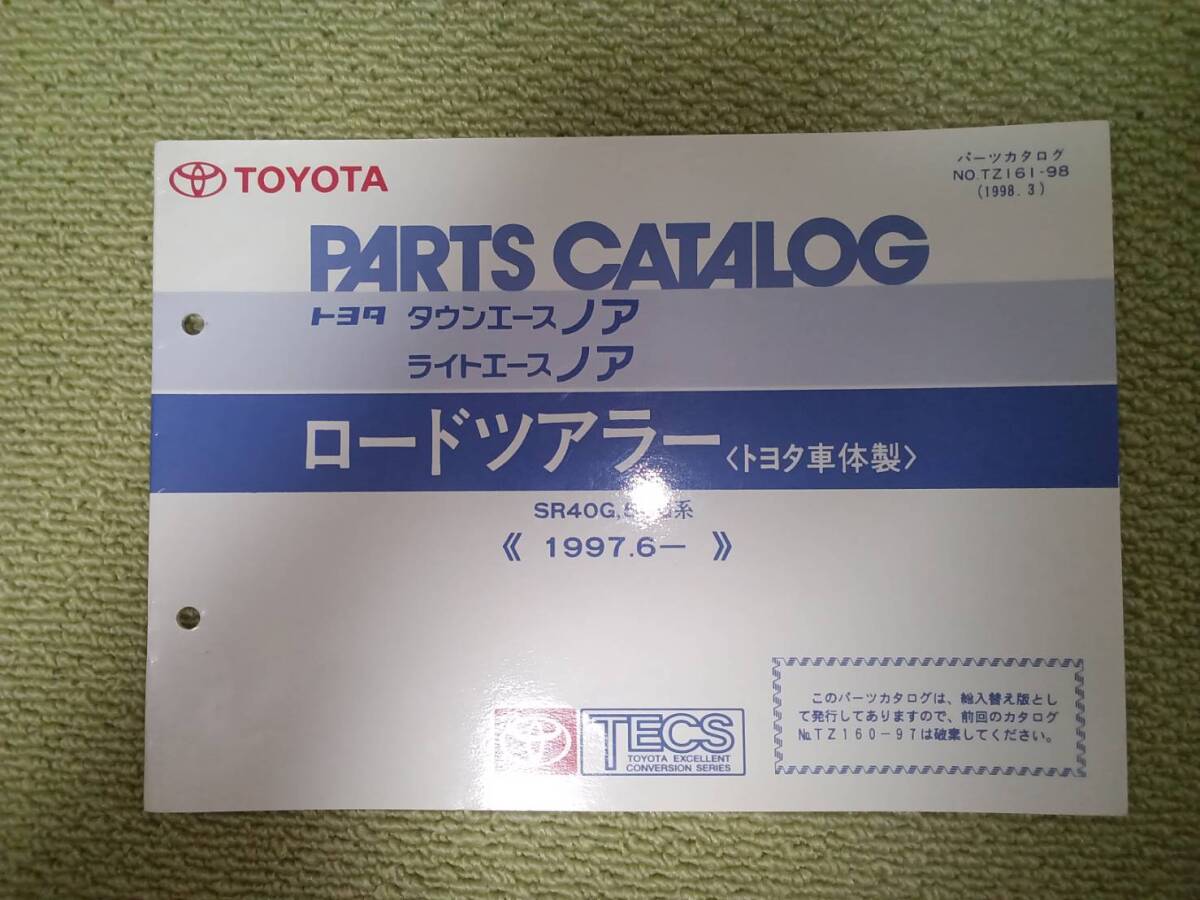 TOYOTA
パーツカタログ
NO.TZ161-98
(1998.3)
PARTS CATALOG
トヨタ タウンエースノア
ライトエースノア
ロードツアラー〈トヨタ車体製〉
SR40G, 系
《 1997.6ー 》
TECS
TOYOTA EXCELLENT
CONVERSION SERIES
このパーツカタログは、総入替え版とし
て発行してありますので、前回のカタログ
№TZ160-97は破棄してください。